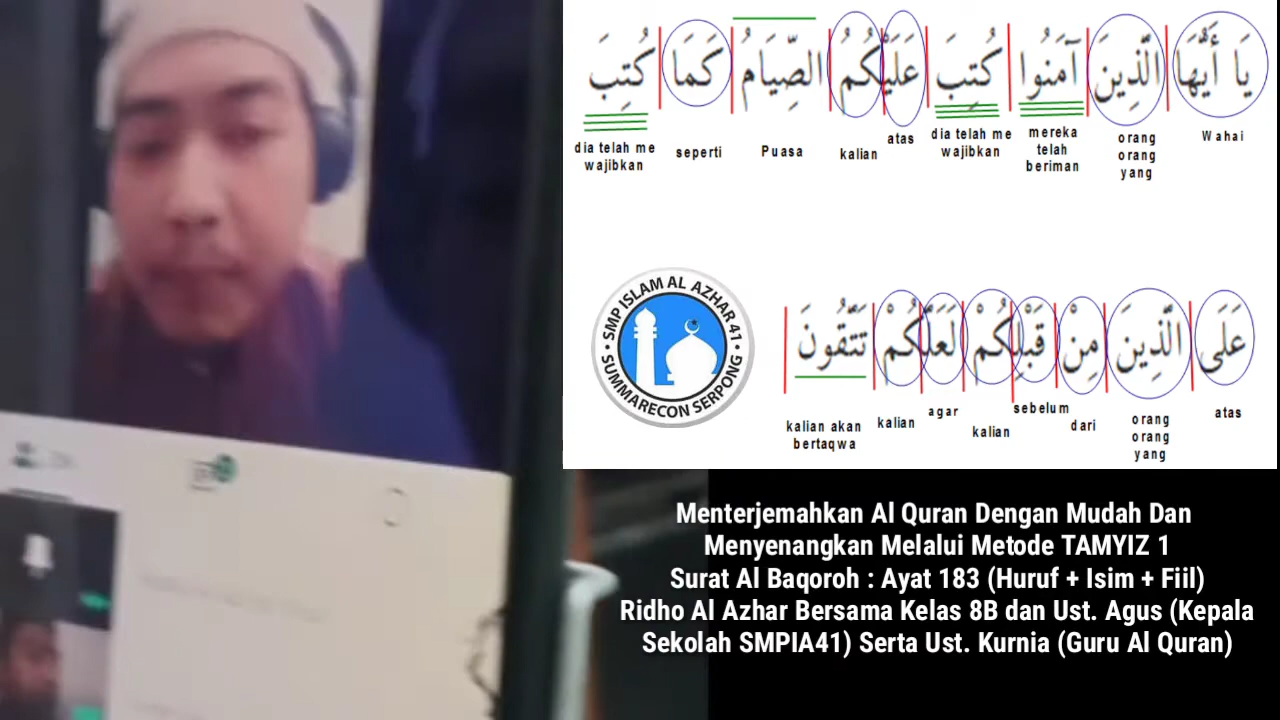 يَا أَيُّهَا الَّذِينَ آمَنُوا كُتِبَ عَلَيْكُمُ الصِّيَامُ كَمَا كُتِبَ
Wahai
orang
orang
yang
mereka
telah
beriman
dia telah me
wajibkan
atas
kalian
Puasa
seperti
dia telah me
wajibkan
عَلَى الَّذِينَ مِنْ قَبْلِكُمْ لَعَلَّكُمْ تَتَّقُونَ
atas
orang
orang
yang
dari
sebelum
kalian
agar
kalian
kalian akan
bertaqwa
SMP ISLAM AL AZHAR 41
SUMMARECON SERPONG
Menterjemahkan Al Quran Dengan Mudah Dan
Menyenangkan Melalui Metode TAMYIZ 1
Surat Al Baqoroh : Ayat 183 (Huruf + Isim + Fiil)
Ridho Al Azhar Bersama Kelas 8B dan Ust. Agus (Kepala
Sekolah SMPIA41) Serta Ust. Kurnia (Guru Al Quran)